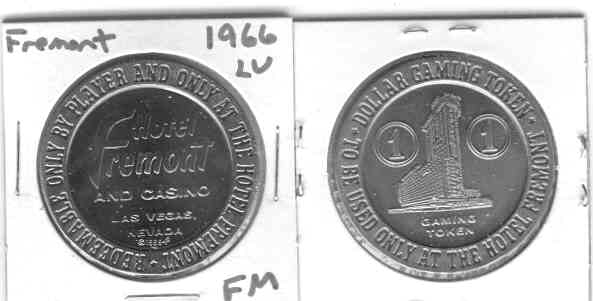 Fremont
1966
LV
REDEEMABLE ONLY BY PLAYER AND ONLY AT THE HOTEL FREMONT
Hotel
Fremont
AND CASINO
LAS VEGAS,
NEVADA
FM
DOLLAR GAMING TOKEN
TO BE USED ONLY AT THE HOTEL FREMONT
1
1
GAMING
TOKEN